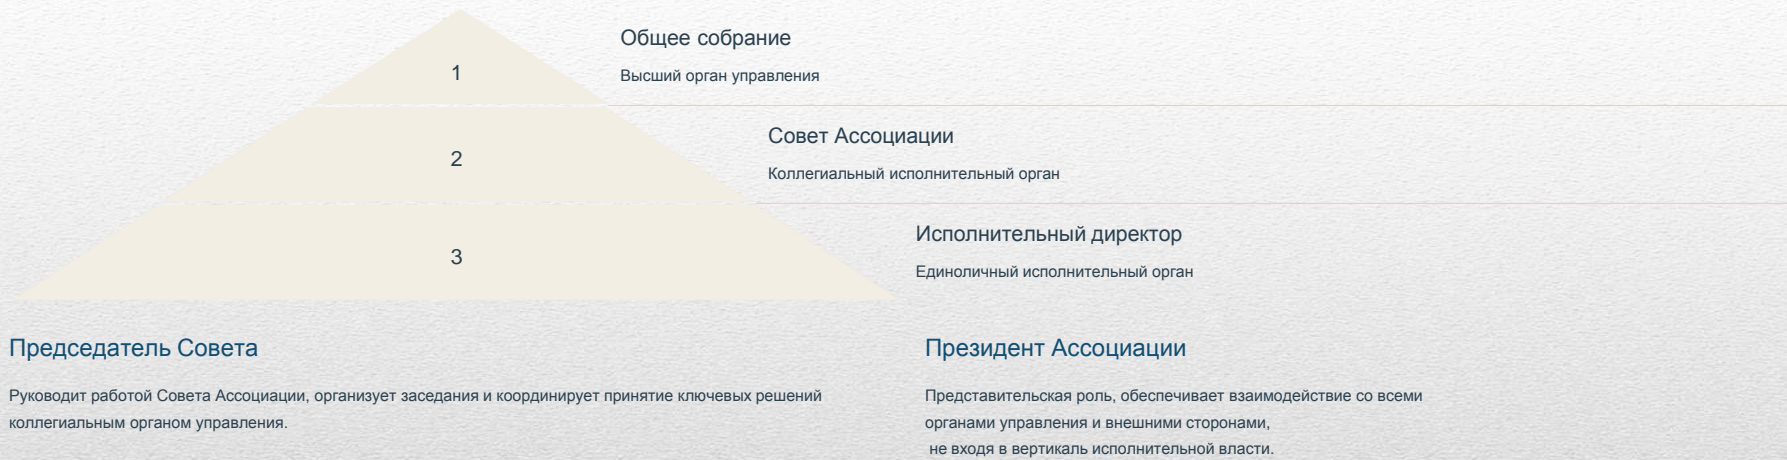 1
Общее собрание
Высший орган управления
2
Совет Ассоциации
Коллегиальный исполнительный орган
3
Исполнительный директор
Единоличный исполнительный орган
Председатель Совета
Руководит работой Совета Ассоциации, организует заседания и координирует принятие ключевых решений
коллегиальным органом управления.
Президент Ассоциации
Представительская роль, обеспечивает взаимодействие со всеми
органами управления и внешними сторонами,
не входя в вертикаль исполнительной власти.